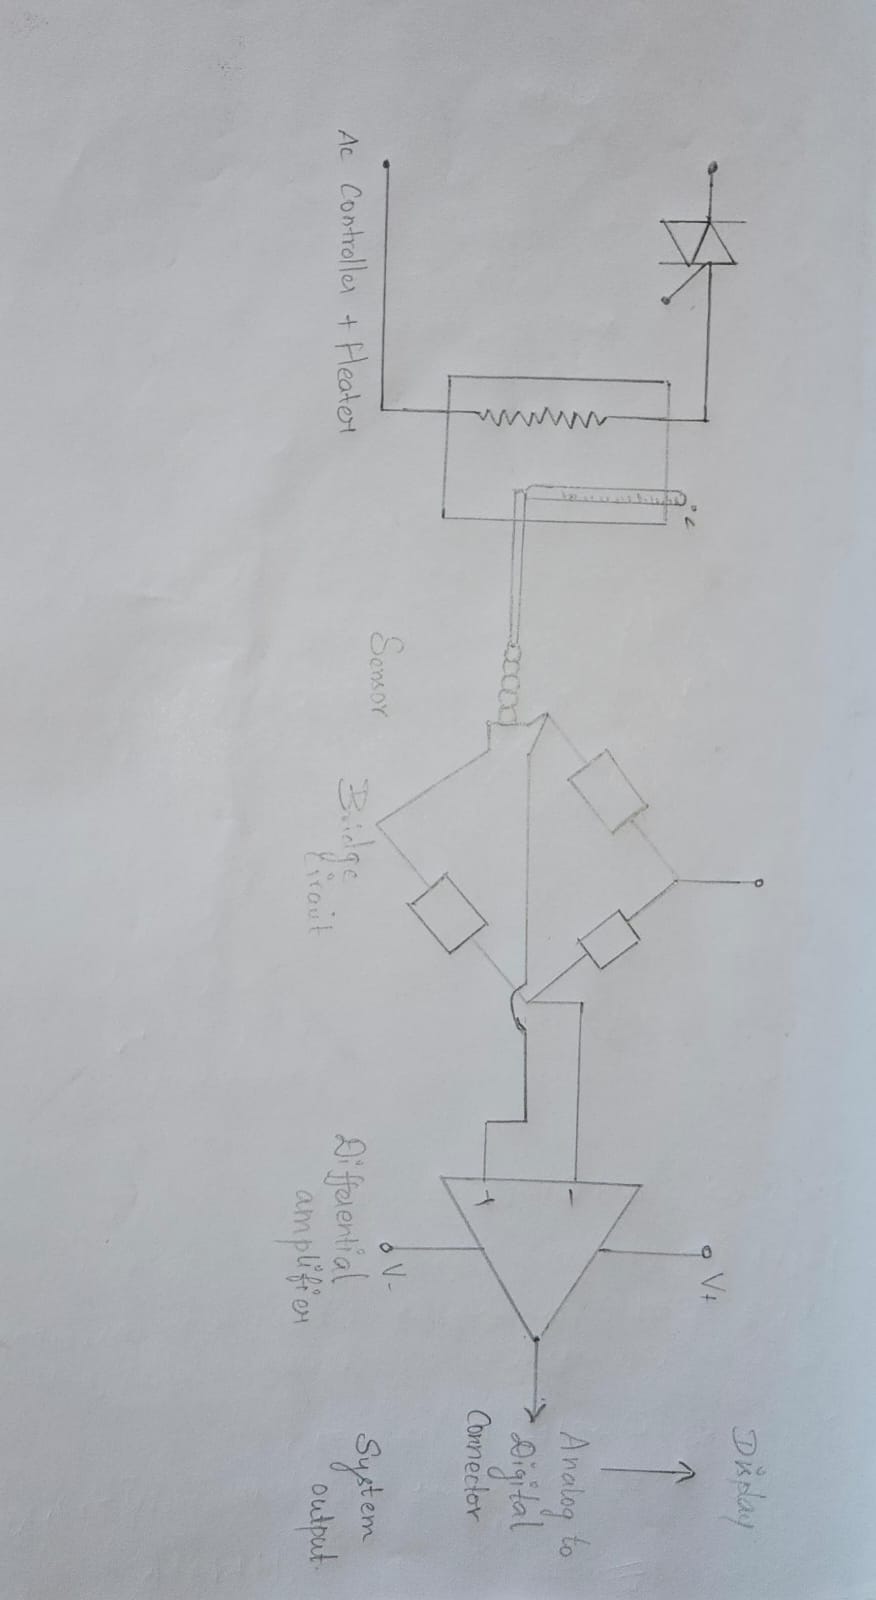 Ac Controller + Heater
°c
Sensor
Bridge
Circuit
+
-
V+
V-
Differential
amplifier
Display
Analog to
Digital
Connector
System
output.